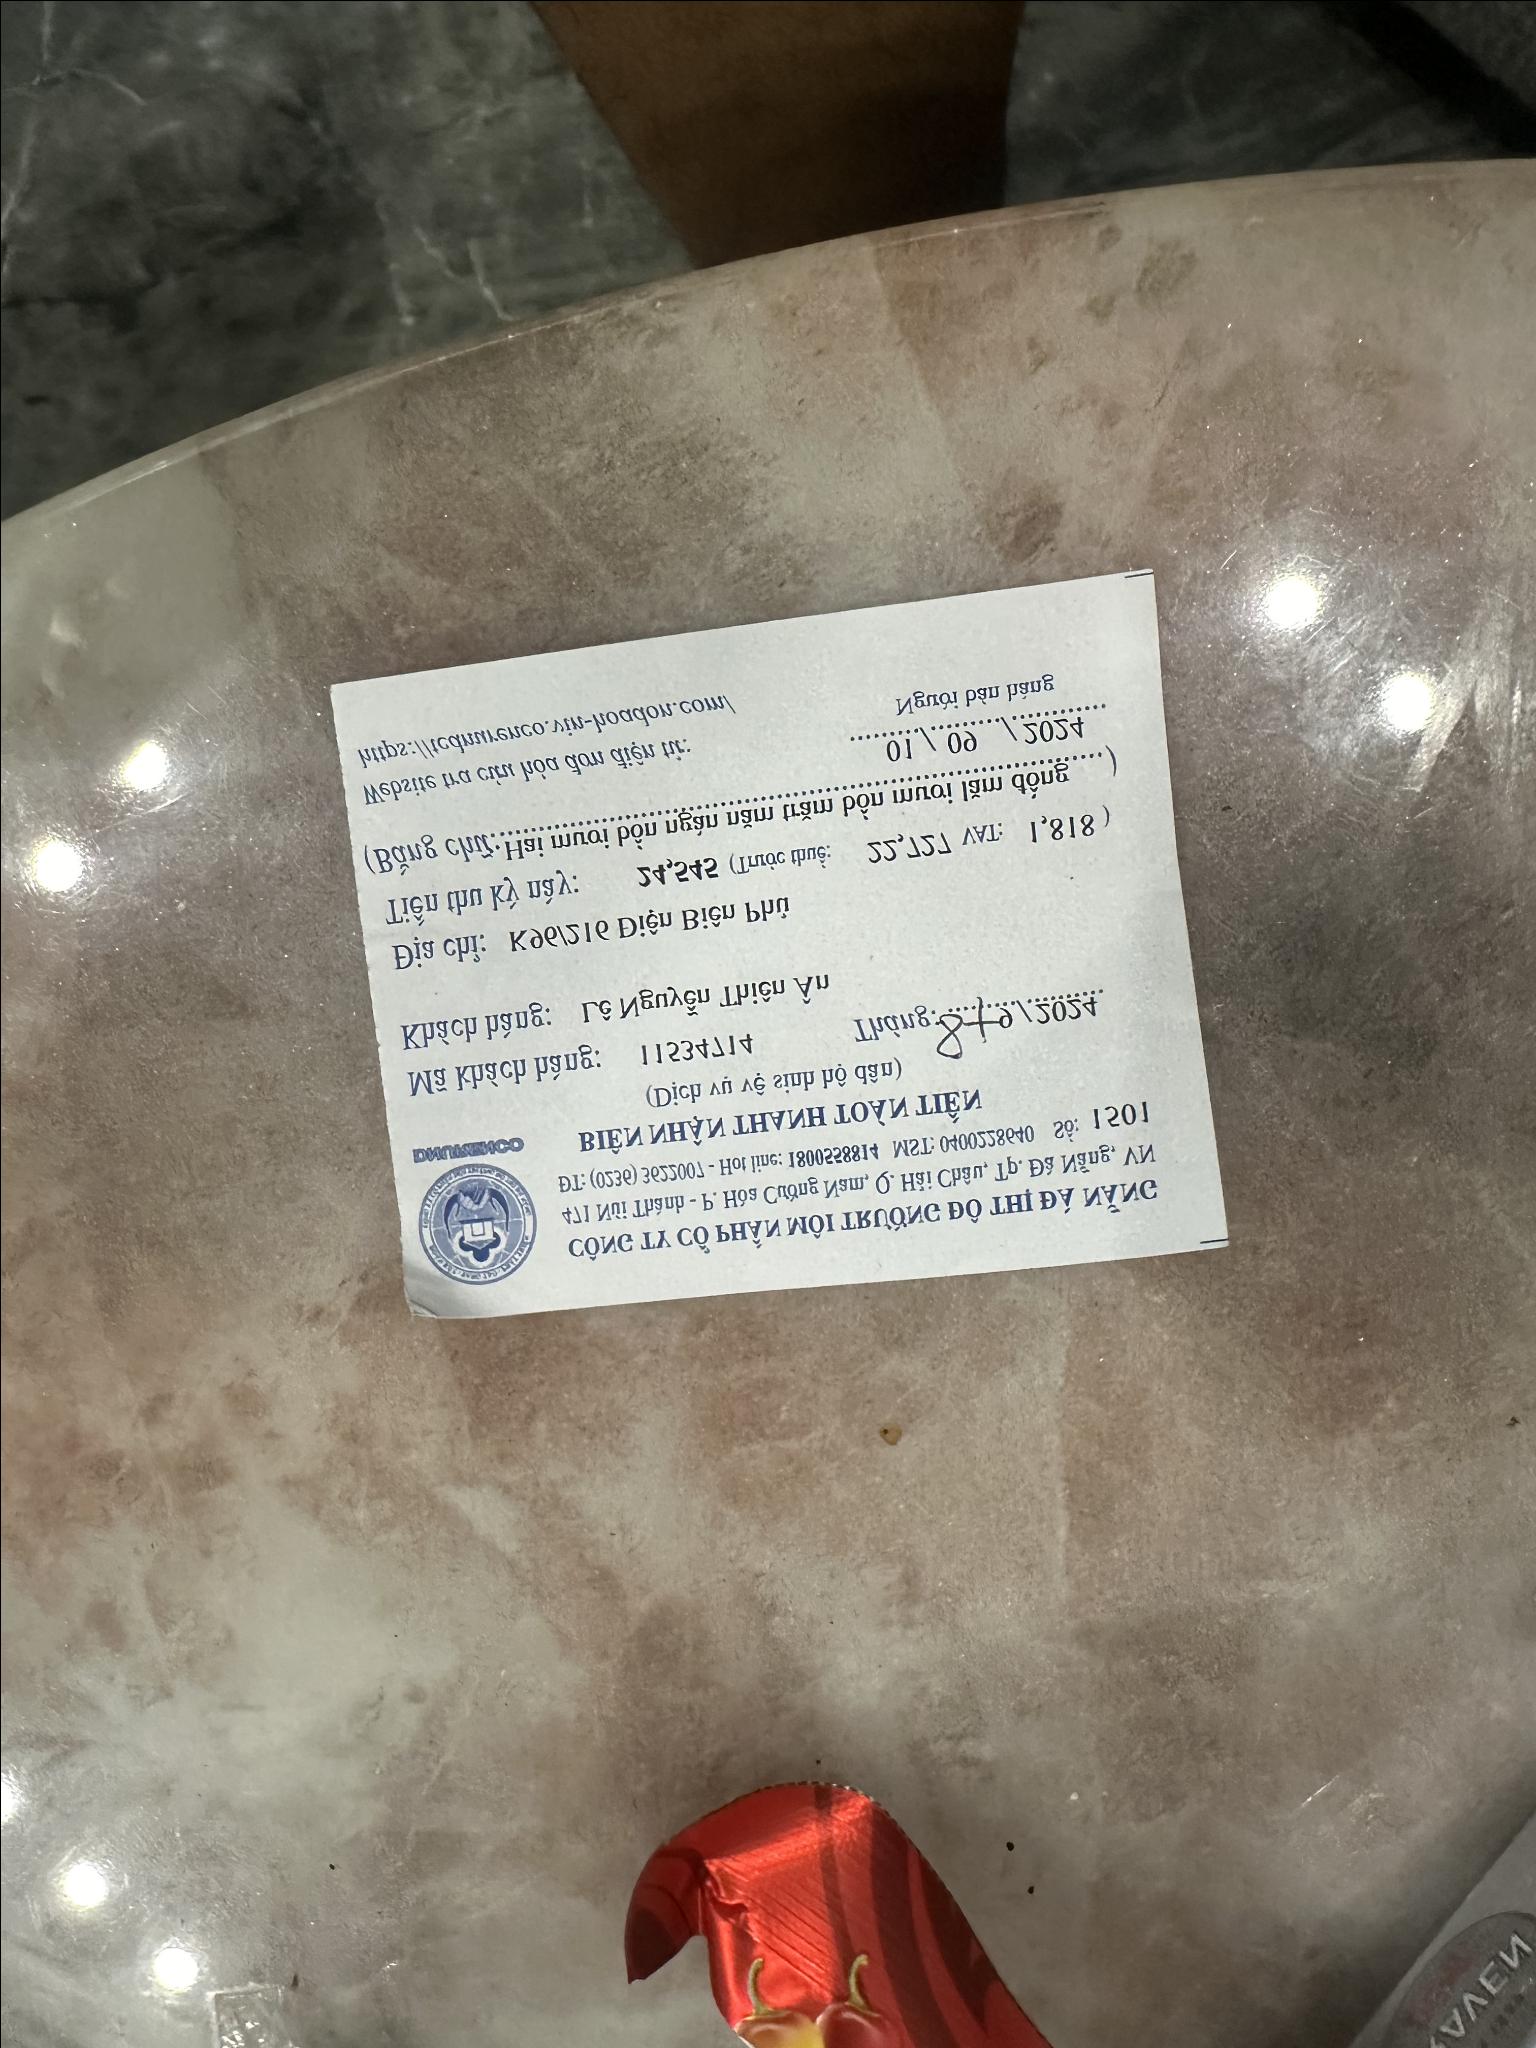 CÔNG TY CỔ PHẦN MÔI TRƯỜNG ĐÔ THỊ ĐÀ NẴNG
471 Núi Thành - P. Hòa Cường Nam, Q. Hải Châu, Tp. Đà Nẵng, VN
ĐT: (0236) 3622007 - Hot line: 1800558814 MST: 0400228640 Số: 1501
DNURENCO
BIÊN NHẬN THANH TOÁN TIỀN
(Dịch vụ vệ sinh hộ dân)
Mã khách hàng: 11534714 Tháng: 8+9/2024
Khách hàng: Lê Nguyễn Thiên Ân
Địa chỉ: K96/216 Điện Biên Phủ
Tiền thu kỳ này: 24,545 (Trước thuế: 22,727 VAT: 1,818 )
(Bằng chữ: Hai mươi bốn ngàn năm trăm bốn mươi lăm đồng....)
01/ 09 /2024
Website tra cứu hóa đơn điện tử:
Người bán hàng
https://tcdnurenco.vin-hoadon.com/